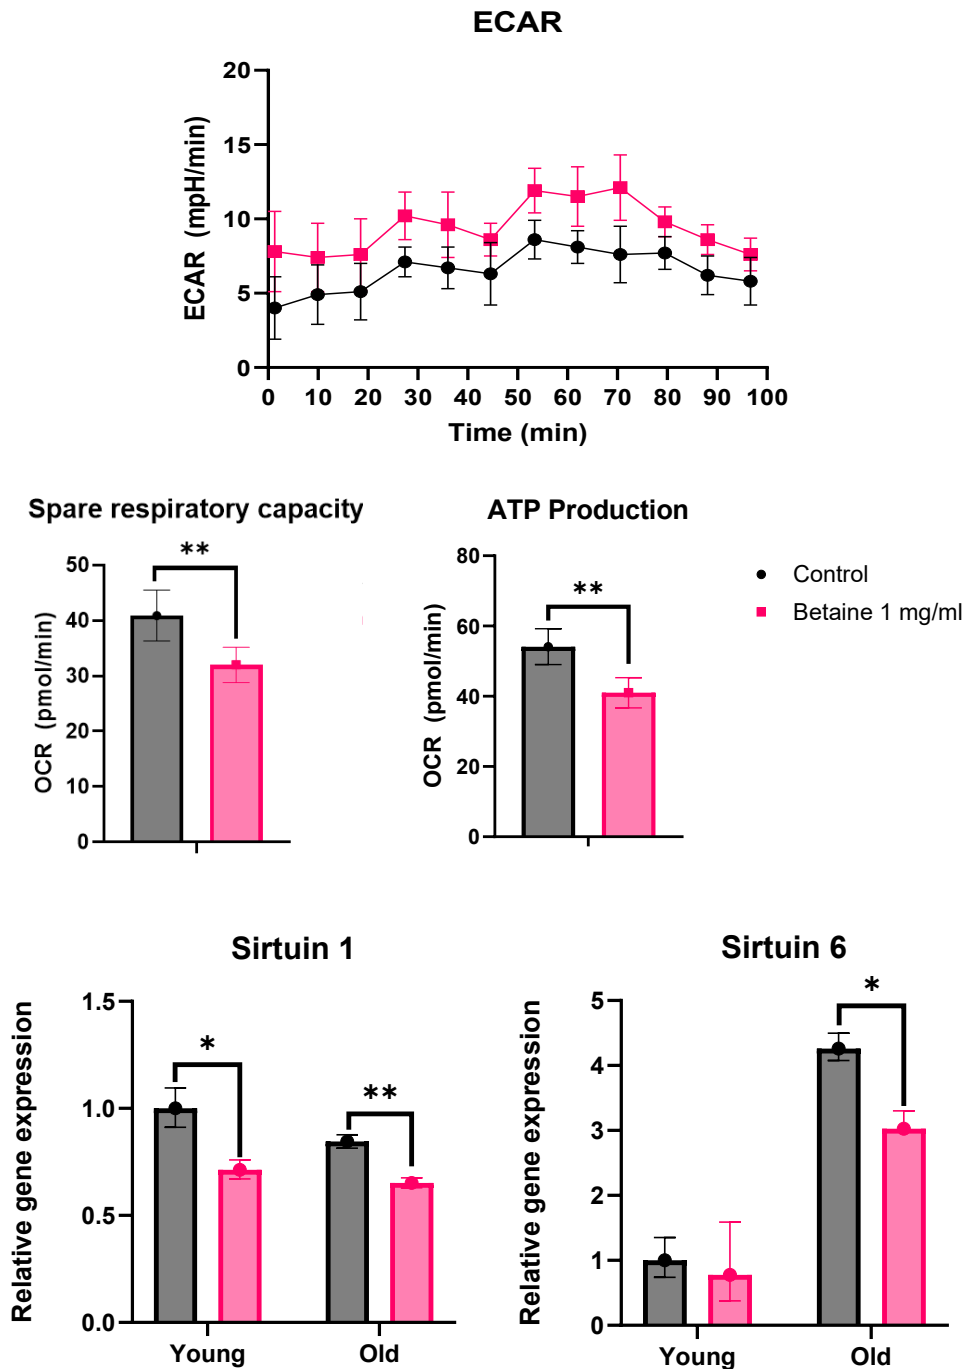 ECAR
20
15
10
5
0
ECAR (mpH/min)
0 10 20 30 40 50 60 70 80 90 100
Time (min)
Spare respiratory capacity
**
50
40
30
20
10
0
OCR (pmol/min)
ATP Production
**
80
60
40
20
0
OCR (pmol/min)
Control
Betaine 1 mg/ml
Sirtuin 1
*
**
1.5
1.0
0.5
0.0
Relative gene expression
Young Old
Sirtuin 6
*
5
4
3
2
1
0
Relative gene expression
Young Old